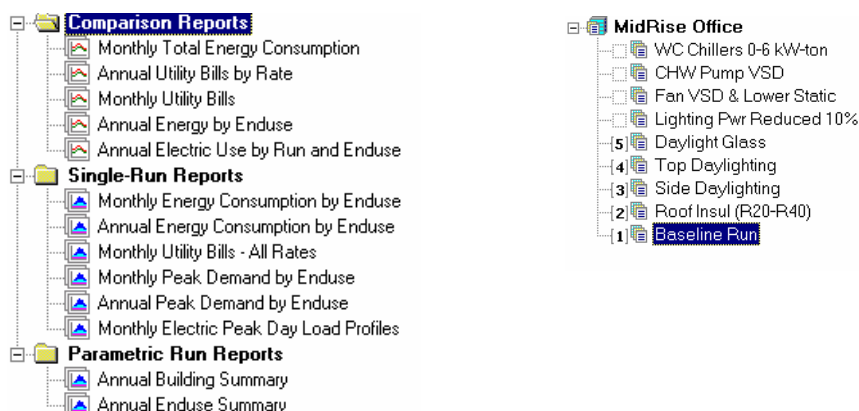 Comparison Reports
Monthly Total Energy Consumption
Annual Utility Bills by Rate
Monthly Utility Bills
Annual Energy by Enduse
Annual Electric Use by Run and Enduse
Single-Run Reports
Monthly Energy Consumption by Enduse
Annual Energy Consumption by Enduse
Monthly Utility Bills - All Rates
Monthly Peak Demand by Enduse
Annual Peak Demand by Enduse
Monthly Electric Peak Day Load Profiles
Parametric Run Reports
Annual Building Summary
Annual Enduse Summary
MidRise Office
WC Chillers 0-6 kW-ton
CHW Pump VSD
Fan VSD & Lower Static
Lighting Pwr Reduced 10%
[5] Daylight Glass
[4] Top Daylighting
[3] Side Daylighting
[2] Roof Insul (R20-R40)
[1] Baseline Run